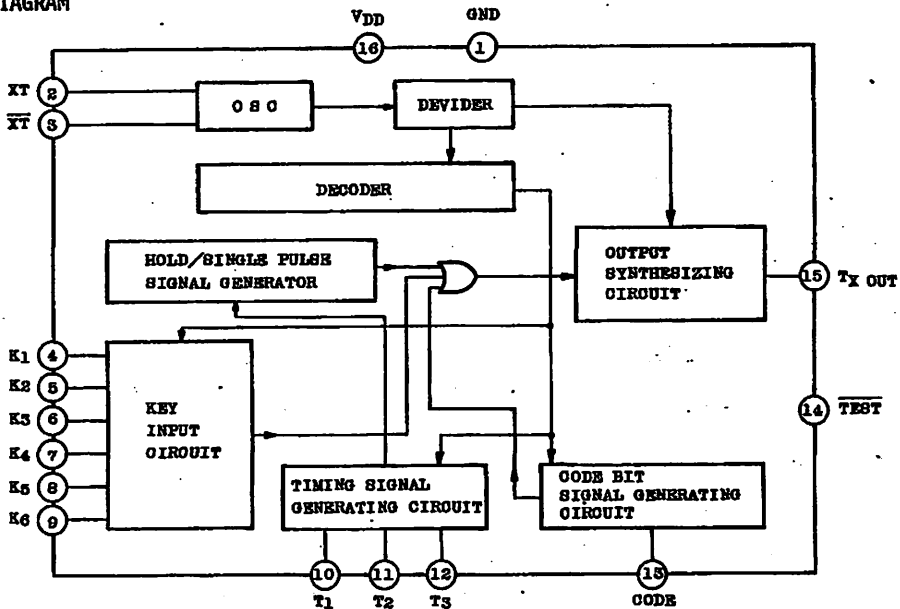 IAGRAM
VDD
GND
16
1
XT 2
XT 3
OSC
DEVIDER
DECODER
HOLD/SINGLE PULSE
SIGNAL GENERATOR
OUTPUT
SYNTHESIZING
CIRCUIT
15 TX OUT
K1 4
K2 5
K3 6
K4 7
K5 8
K6 9
KEY
INPUT
CIRCUIT
14 TEST
TIMING SIGNAL
GENERATING CIRCUIT
CODE BIT
SIGNAL GENERATING
CIRCUIT
10
11
12
13
T1
T2
T3
CODE